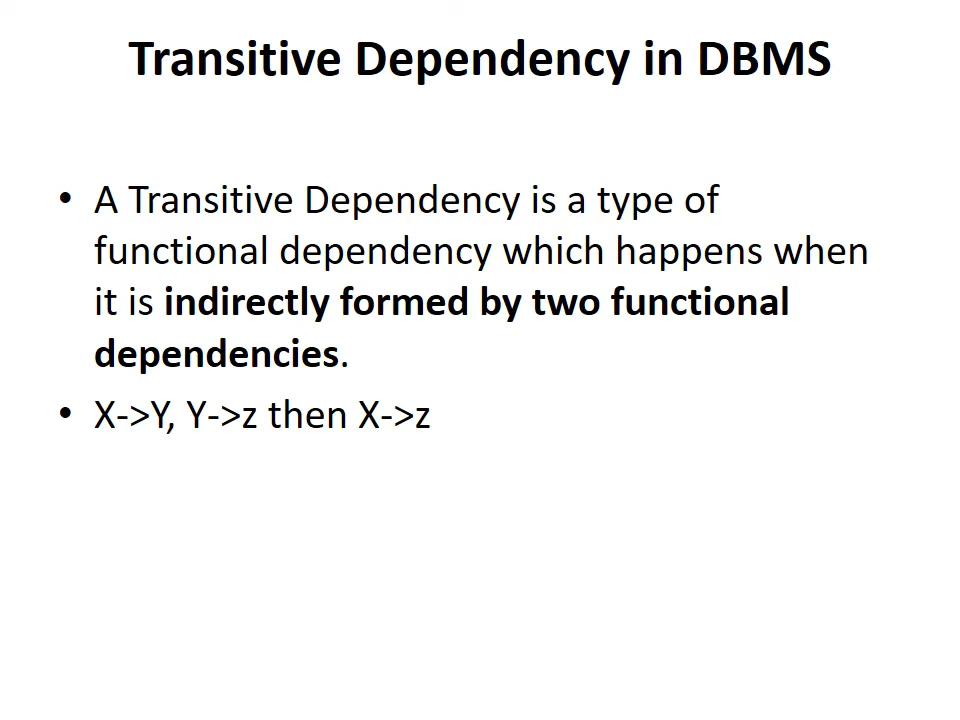 Transitive Dependency in DBMS
• A Transitive Dependency is a type of
functional dependency which happens when
it is indirectly formed by two functional
dependencies.
• X->Y, Y->z then X->z